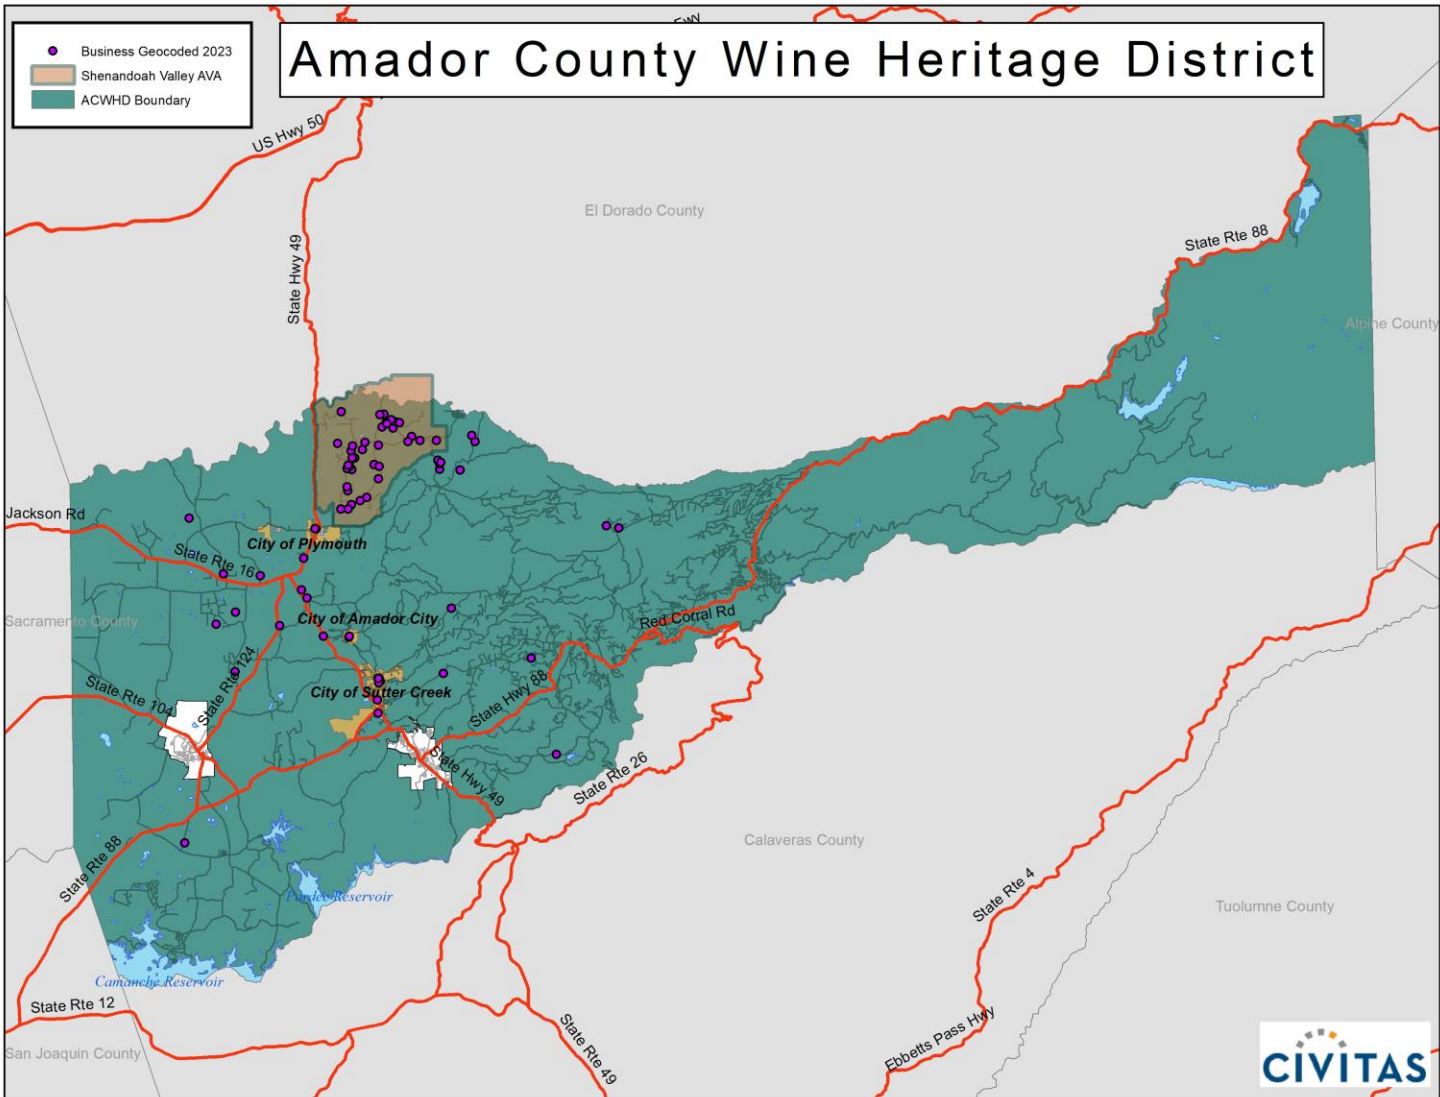 Amador County Wine Heritage District
Business Geocoded 2023
Shenandoah Valley AVA
ACWHD Boundary
US Hwy 50
State Hwy 49
El Dorado County
State Rte 88
Alpine County
Jackson Rd
State Rte 16
City of Plymouth
Sacramento County
City of Amador City
Red Corral Rd
State Rte 124
State Rte 104
City of Sutter Creek
State Hwy 88
State Hwy 49
State Rte 26
State Rte 88
Calaveras County
Pardee Reservoir
State Rte 4
Tuolumne County
Camanche Reservoir
State Rte 12
State Rte 49
Ebbetts Pass Hwy
San Joaquin County
CIVITAS